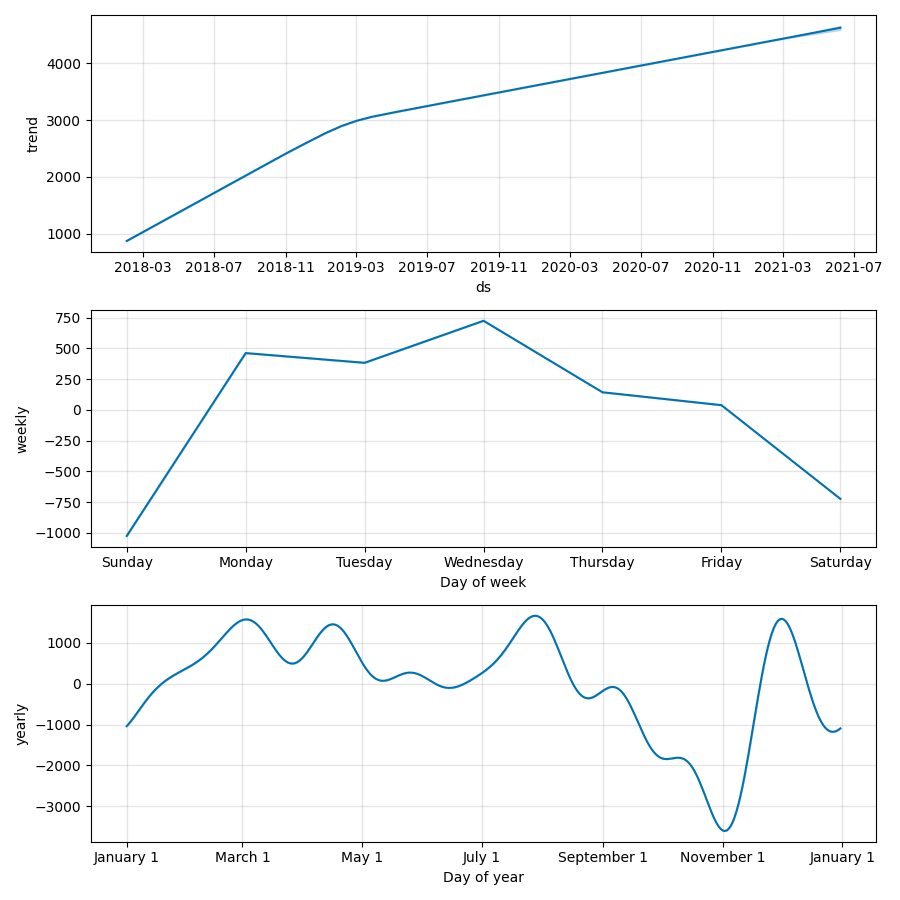 4000
3000
2000
1000
trend
2018-03 2018-07 2018-11 2019-03 2019-07 2019-11 2020-03 2020-07 2020-11 2021-03 2021-07
ds
750
500
250
0
−250
−500
−750
−1000
weekly
Sunday Monday Tuesday Wednesday Thursday Friday Saturday
Day of week
1000
0
−1000
−2000
−3000
yearly
January 1 March 1 May 1 July 1 September 1 November 1 January 1
Day of year